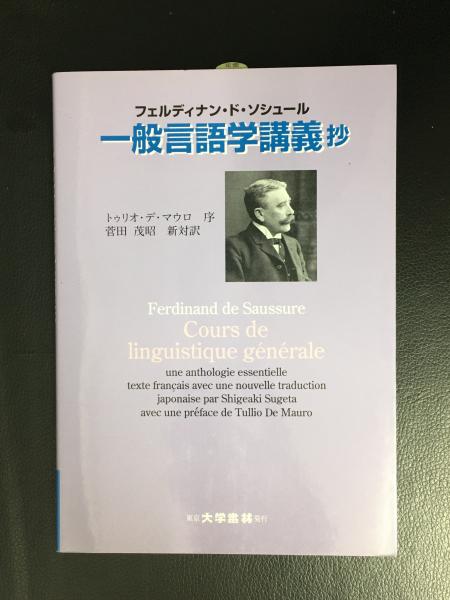 フェルディナン・ド・ソシュール
一般言語学講義 抄
トゥリオ・デ・マウロ 序
菅田 茂昭 新対訳
Ferdinand de Saussure
Cours de
linguistique générale
une anthologie essentielle
texte français avec une nouvelle traduction
japonaise par Shigeaki Sugeta
avec une préface de Tullio De Mauro
東京 大学書林 発行